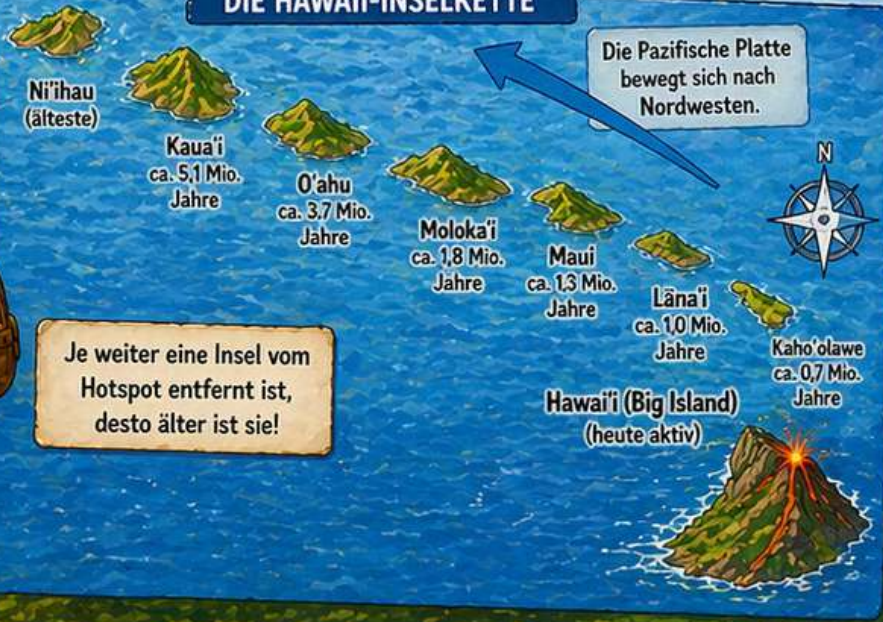 DIE HAWAII-INSELKETTE
Die Pazifische Platte
bewegt sich nach
Nordwesten.
N
Ni'ihau
(älteste)
Kaua'i
ca. 5,1 Mio.
Jahre
O'ahu
ca. 3,7 Mio.
Jahre
Moloka'i
ca. 1,8 Mio.
Jahre
Maui
ca. 1,3 Mio.
Jahre
Lāna'i
ca. 1,0 Mio.
Jahre
Kaho'olawe
ca. 0,7 Mio.
Jahre
Je weiter eine Insel vom
Hotspot entfernt ist,
desto älter ist sie!
Hawai'i (Big Island)
(heute aktiv)